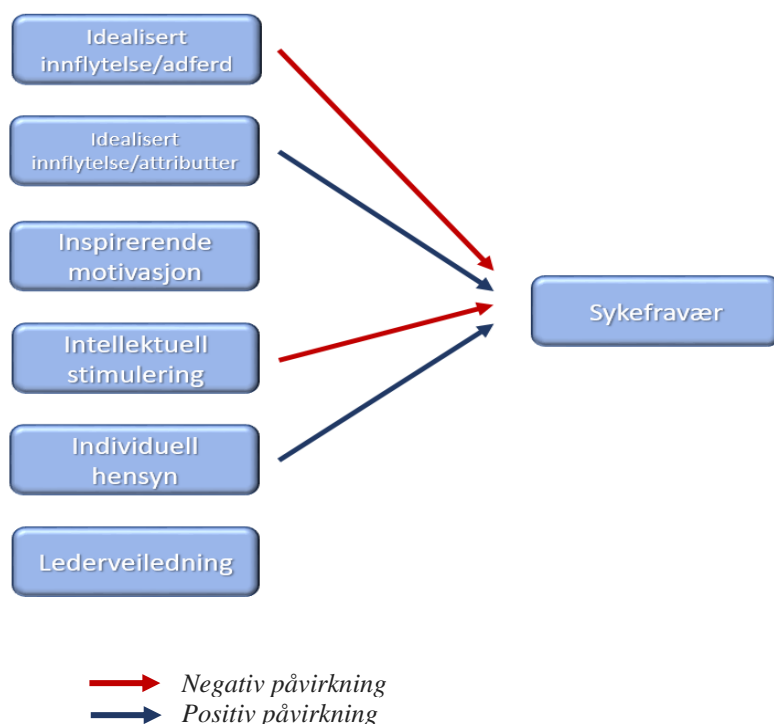 Idealisert
innflytelse/adferd
Idealisert
innflytelse/attributter
Inspirerende
motivasjon
Intellektuell
stimulering
Individuell
hensyn
Lederveiledning
Sykefravær
Negativ påvirkning
Positiv påvirkning